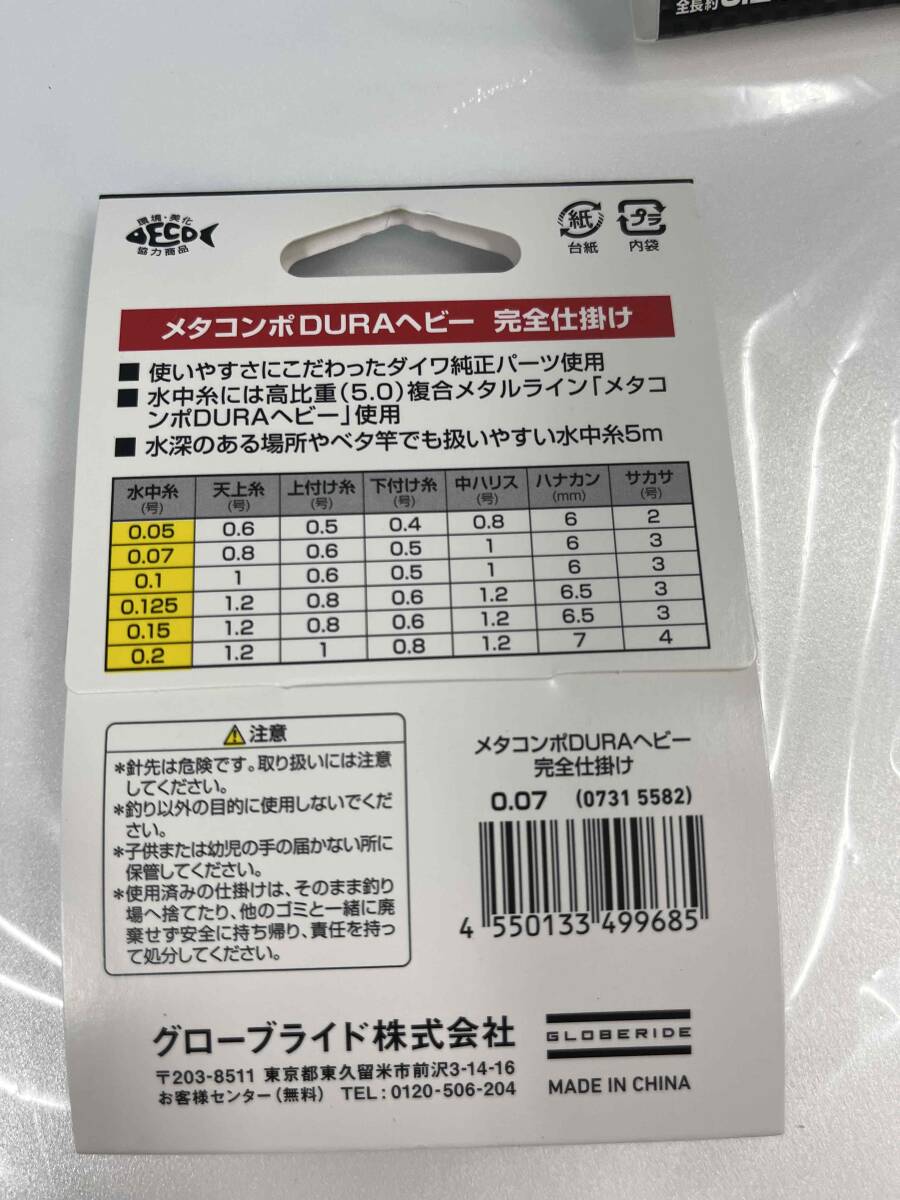 全長約
環境・美化
ECO
協力商品
紙
台紙
プラ
内袋
メタコンポDURAヘビー 完全仕掛け
■ 使いやすさにこだわったダイワ純正パーツ使用
■ 水中糸には高比重(5.0)複合メタルライン「メタコ
ンポDURAヘビー」使用
■ 水深のある場所やベタ竿でも扱いやすい水中糸5m
水中糸(号) 天上糸(号) 上付け糸(号) 下付け糸(号) 中ハリス(号) ハナカン(mm) サカサ(号)
0.05 0.6 0.5 0.4 0.8 6 2
0.07 0.8 0.6 0.5 1 6 3
0.1 1 0.6 0.5 1 6 3
0.125 1.2 0.8 0.6 1.2 6.5 3
0.15 1.2 0.8 0.6 1.2 6.5 3
0.2 1.2 1 0.8 1.2 7 4
注意
*針先は危険です。取り扱いには注意
してください。
*釣り以外の目的に使用しないでくだ
さい。
*子供または幼児の手の届かない所に
保管してください。
*使用済みの仕掛けは、そのまま釣り
場へ捨てたり、他のゴミと一緒に廃
棄せず安全に持ち帰り、責任を持っ
て処分してください。
メタコンポDURAヘビー
完全仕掛け
0.07 (0731 5582)
4 550133 499685
グローブライド株式会社
〒203-8511 東京都東久留米市前沢3-14-16
お客様センター(無料) TEL:0120-506-204
GLOBERIDE
MADE IN CHINA